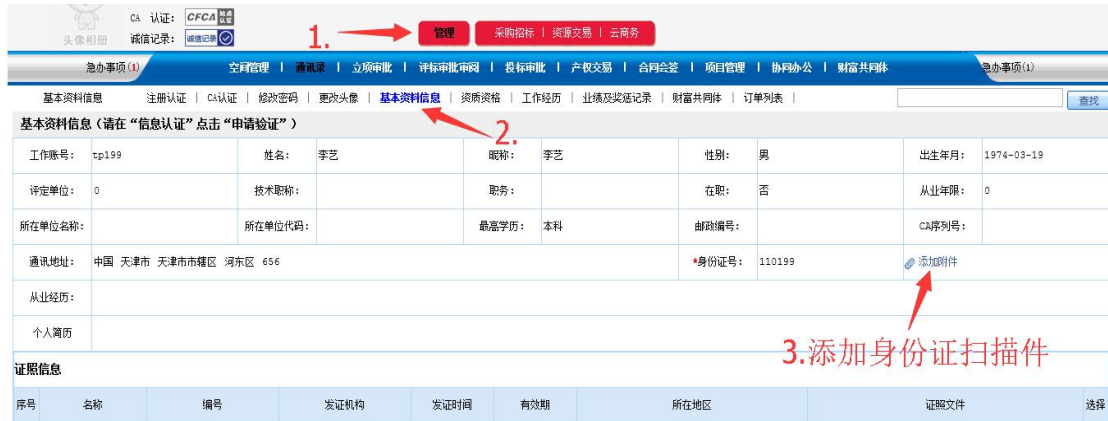 CA 认证： CFCA 站点认证
头像相册 诚信记录： 诚信记录
1. 管理 采购招标 | 资源交易 | 云商务
急办事项(1) 空间管理 | 通讯录 | 立项审批 | 评标审批审阅 | 投标审批 | 产权交易 | 合同会签 | 项目管理 | 协同办公 | 财富共同体 急办事项(1)
基本资料信息 注册认证 | CA认证 | 修改密码 | 更改头像 | 基本资料信息 | 资质资格 | 工作经历 | 业绩及奖惩记录 | 财富共同体 | 订单列表 | 查找
基本资料信息（请在“信息认证”点击“申请验证”） 2.
工作账号： tp199 姓名： 李艺 昵称： 李艺 性别： 男 出生年月： 1974-03-19
评定单位： 0 技术职称： 职务： 在职： 否 从业年限： 0
所在单位名称： 所在单位代码： 最高学历： 本科 邮政编号： CA序列号：
通讯地址： 中国 天津市 天津市市辖区 河东区 656 *身份证号： 110199 添加附件
从业经历：
个人简历
3.添加身份证扫描件
证照信息
序号 名称 编号 发证机构 发证时间 有效期 所在地区 证照文件 选择